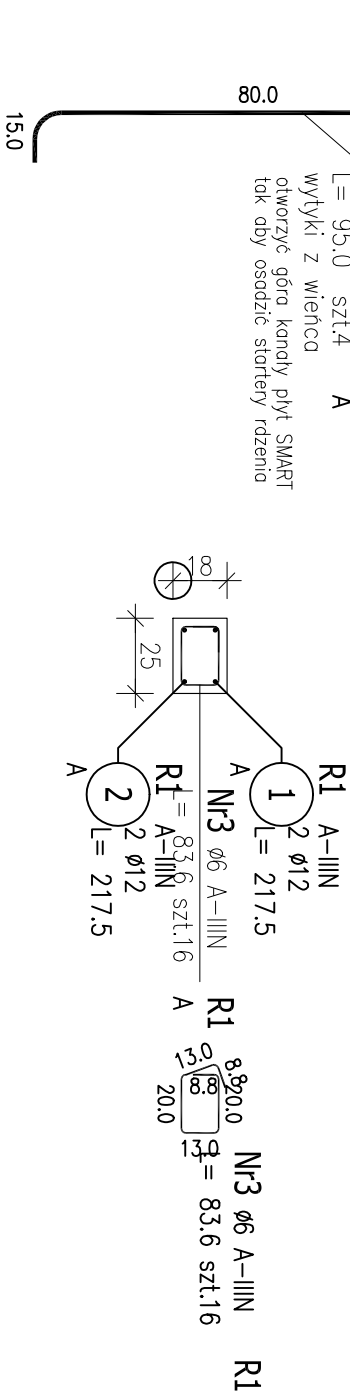 80.0
15.0
L= 95.0 szt.4 A
wytyki z wieńca
otworzyć góra kanały płyt SMART
tak aby osadzić startery rdzenia
18
25
R1 A-IIIN
1 2 ø12
A L= 217.5
R1 A-IIIN
2 2 ø12
A L= 217.5
Nr3 ø6 A-IIIN
L= 83.6 szt.16
R1
A
13.0
8.8
8.8
20.0
20.0
13.0
Nr3 ø6 A-IIIN
L= 83.6 szt.16
R1